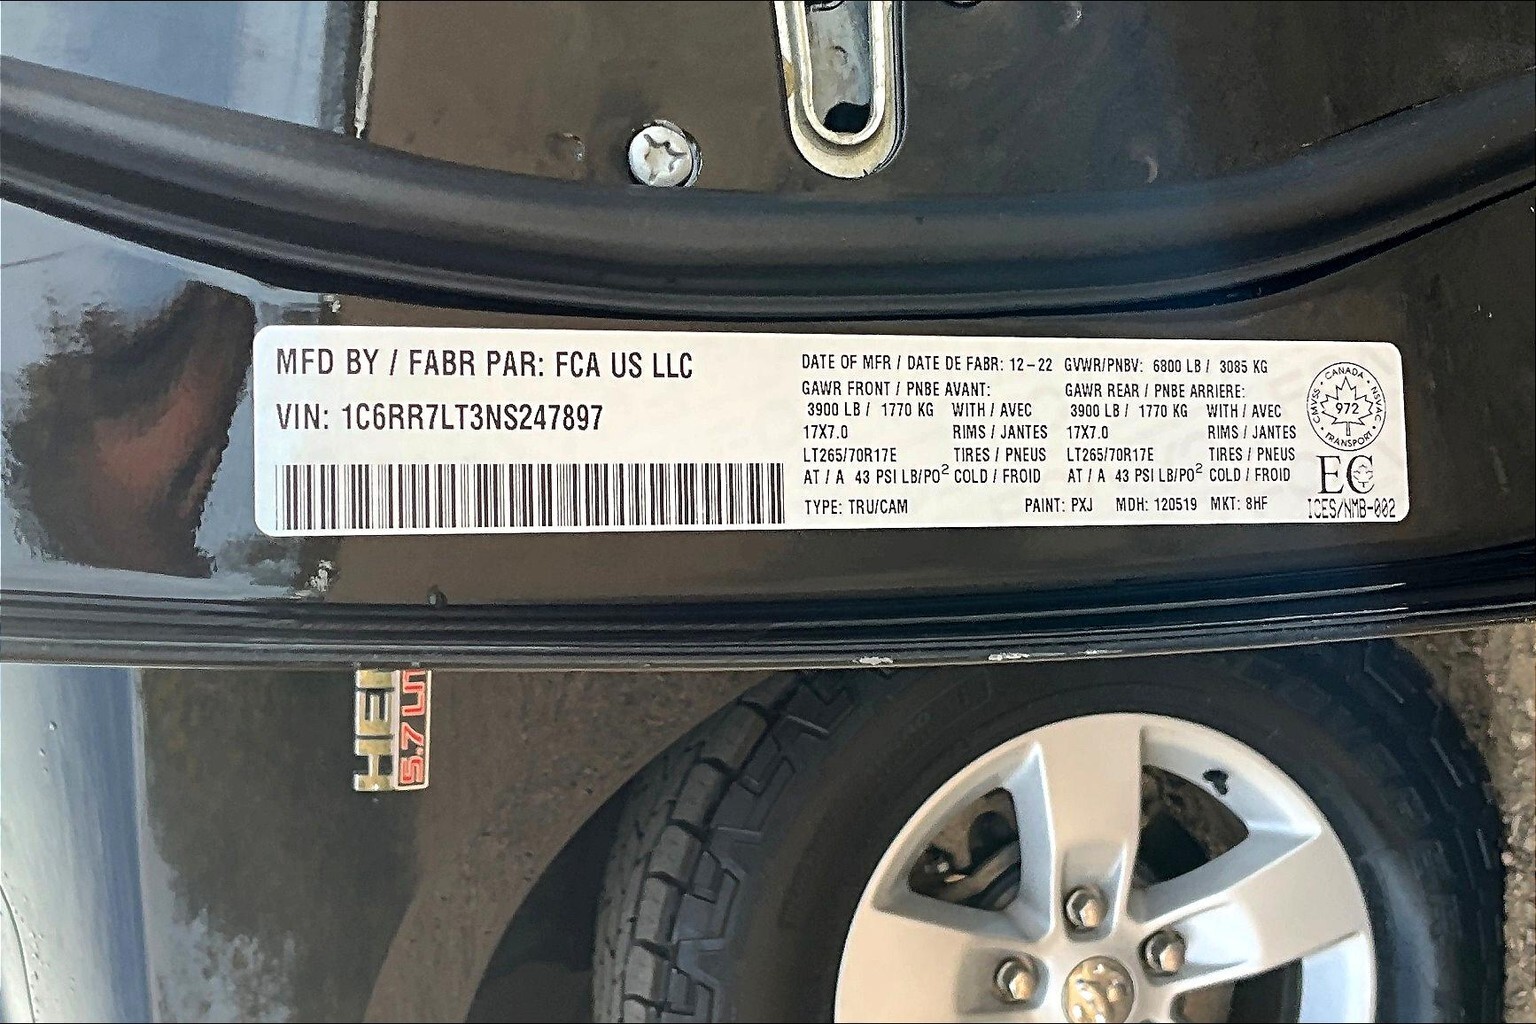 MFD BY / FABR PAR: FCA US LLC
VIN: 1C6RR7LT3NS247897
DATE OF MFR / DATE DE FABR: 12-22 GVWR/PNBV: 6800 LB / 3085 KG
GAWR FRONT / PNBE AVANT: GAWR REAR / PNBE ARRIERE:
3900 LB / 1770 KG WITH / AVEC 3900 LB / 1770 KG WITH / AVEC
17X7.0 RIMS / JANTES 17X7.0 RIMS / JANTES
LT265/70R17E TIRES / PNEUS LT265/70R17E TIRES / PNEUS
AT / A 43 PSI LB/PO² COLD / FROID AT / A 43 PSI LB/PO² COLD / FROID
TYPE: TRU/CAM PAINT: PXJ MDH: 120519 MKT: 8HF
CANADA
CMVSS 972 NSVAC
TRANSPORT
EC
ICES/NMB-002
HE
5.7 L